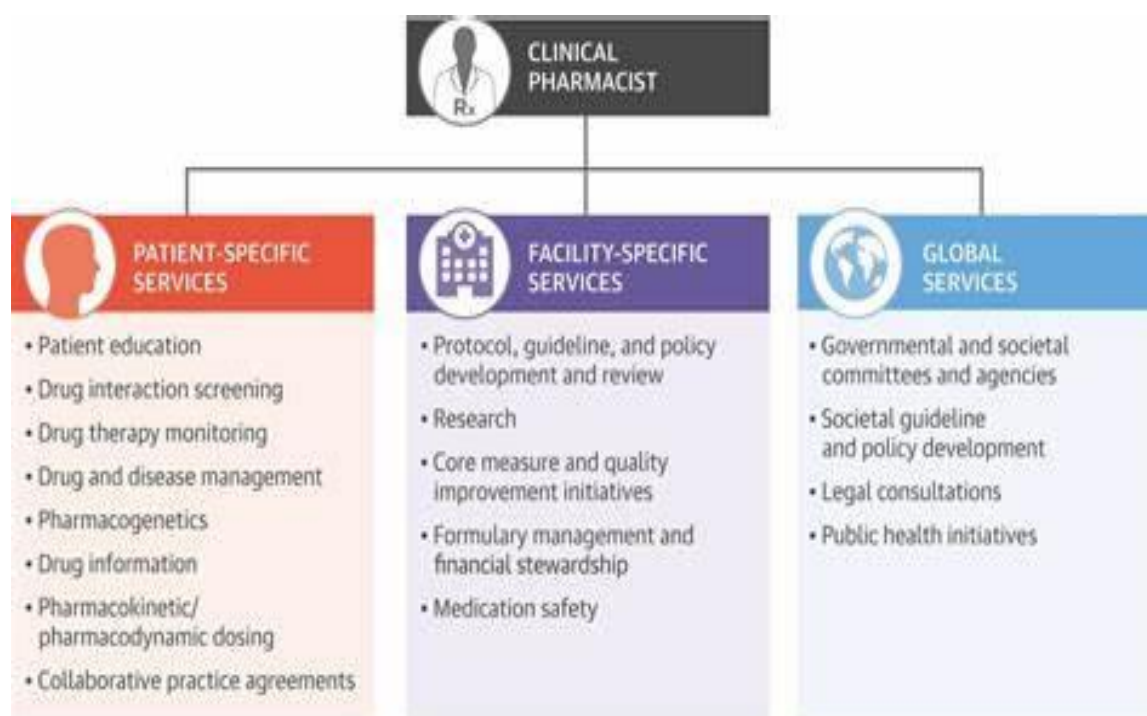 CLINICAL
PHARMACIST
Rx
PATIENT-SPECIFIC
SERVICES
• Patient education
• Drug interaction screening
• Drug therapy monitoring
• Drug and disease management
• Pharmacogenetics
• Drug information
• Pharmacokinetic/
pharmacodynamic dosing
• Collaborative practice agreements
FACILITY-SPECIFIC
SERVICES
• Protocol, guideline, and policy
development and review
• Research
• Core measure and quality
improvement initiatives
• Formulary management and
financial stewardship
• Medication safety
GLOBAL
SERVICES
• Governmental and societal
committees and agencies
• Societal guideline
and policy development
• Legal consultations
• Public health initiatives